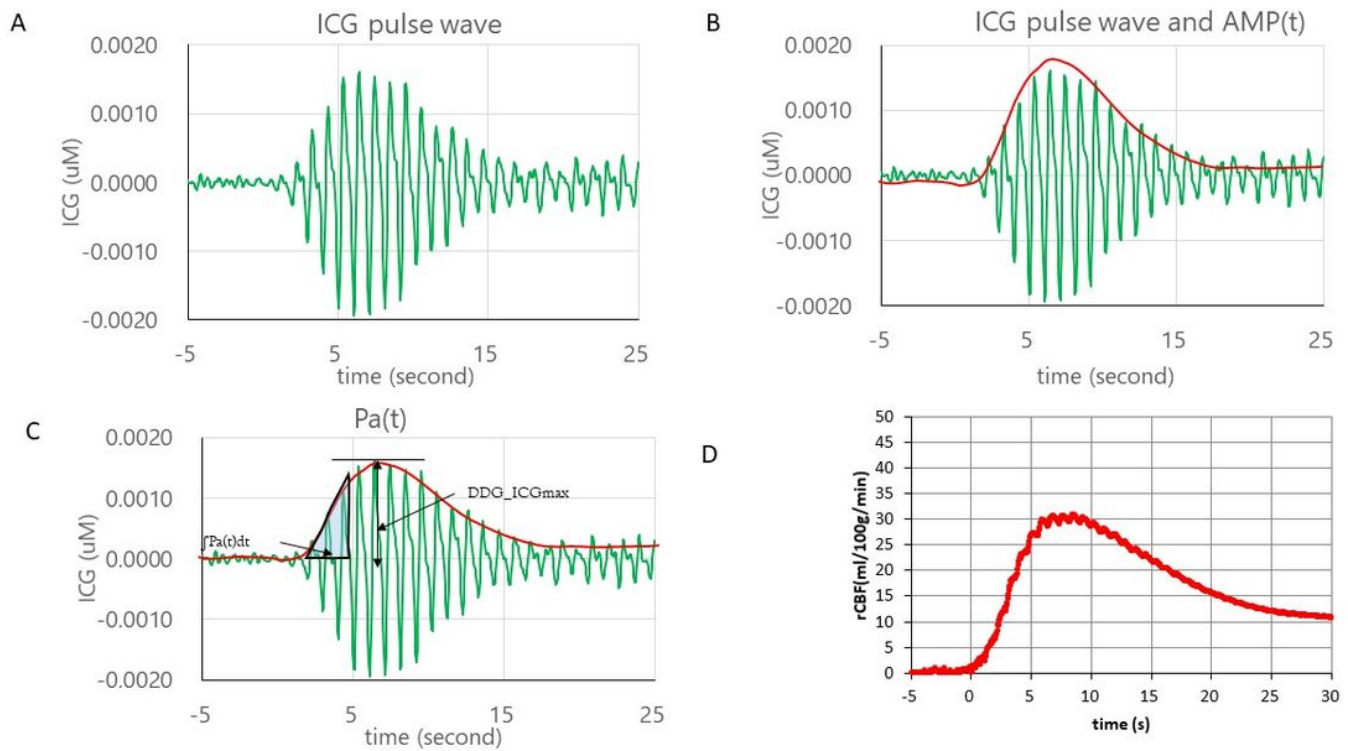 A
ICG pulse wave
ICG (uM)
0.0020
0.0010
0.0000
-0.0010
-0.0020
-5
5
15
25
time (second)
B
ICG pulse wave and AMP(t)
ICG (uM)
0.0020
0.0010
0.0000
-0.0010
-0.0020
-5
5
15
25
time (second)
C
Pa(t)
ICG (uM)
0.0020
0.0010
0.0000
-0.0010
-0.0020
DDG_ICGmax
∫Pa(t)dt
-5
5
15
25
time (second)
D
rCBF(ml/100g/min)
50
45
40
35
30
25
20
15
10
5
0
-5
0
5
10
15
20
25
30
time (s)